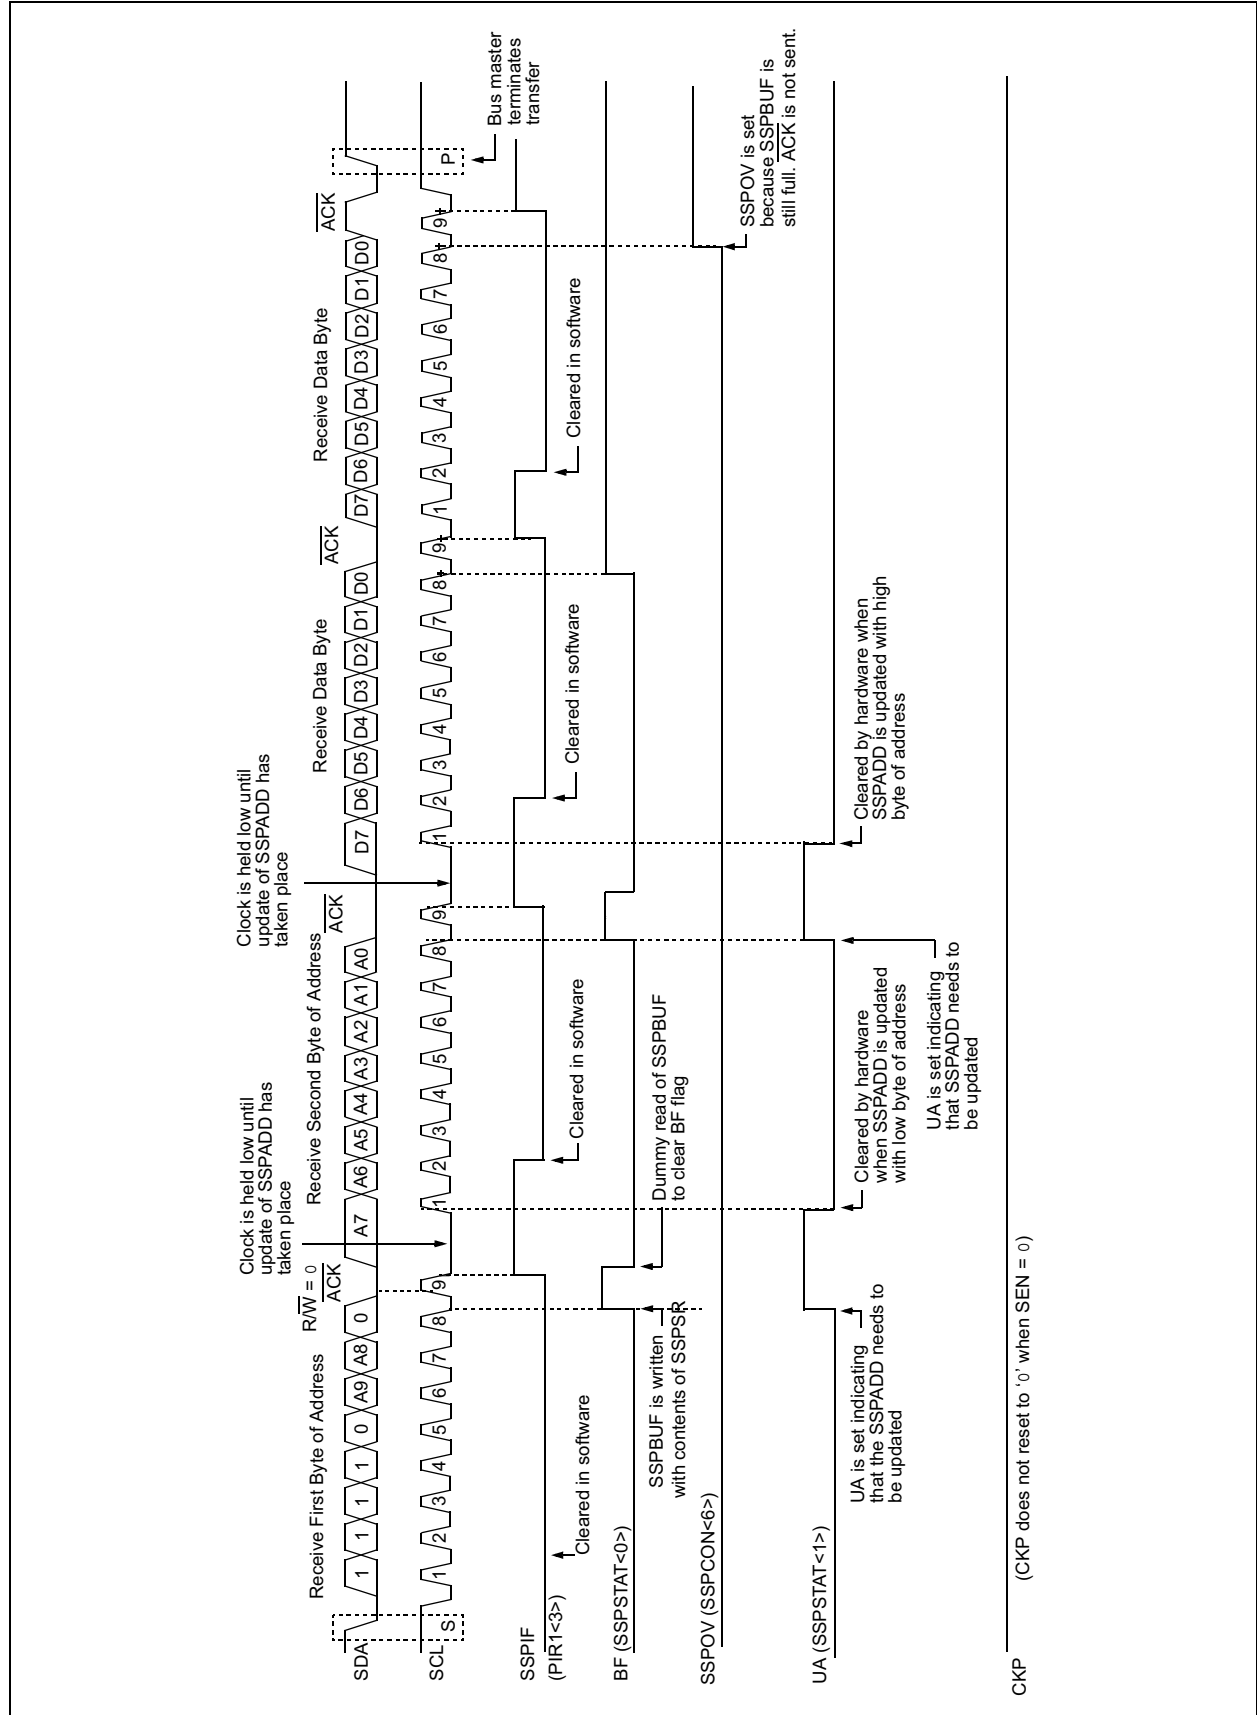 Receive First Byte of Address
R/W = 0
ACK
Clock is held low until
update of SSPADD has
taken place
Receive Second Byte of Address
ACK
Clock is held low until
update of SSPADD has
taken place
Receive Data Byte
ACK
Receive Data Byte
ACK
SDA
1 1 1 1 0 A9 A8 0
A7 A6 A5 A4 A3 A2 A1 A0
D7 D6 D5 D4 D3 D2 D1 D0
D7 D6 D5 D4 D3 D2 D1 D0
SCL
S
1 2 3 4 5 6 7 8 9
1 2 3 4 5 6 7 8 9
1 2 3 4 5 6 7 8 9
1 2 3 4 5 6 7 8 9
P
Bus master
terminates
transfer
SSPIF
(PIR1<3>)
Cleared in software
Cleared in software
Cleared in software
Cleared in software
BF (SSPSTAT<0>)
SSPBUF is written
with contents of SSPSR
Dummy read of SSPBUF
to clear BF flag
SSPOV (SSPCON<6>)
SSPOV is set
because SSPBUF is
still full. ACK is not sent.
UA (SSPSTAT<1>)
UA is set indicating
that the SSPADD needs to
be updated
Cleared by hardware
when SSPADD is updated
with low byte of address
UA is set indicating
that SSPADD needs to
be updated
Cleared by hardware when
SSPADD is updated with high
byte of address
CKP
(CKP does not reset to ‘0’ when SEN = 0)